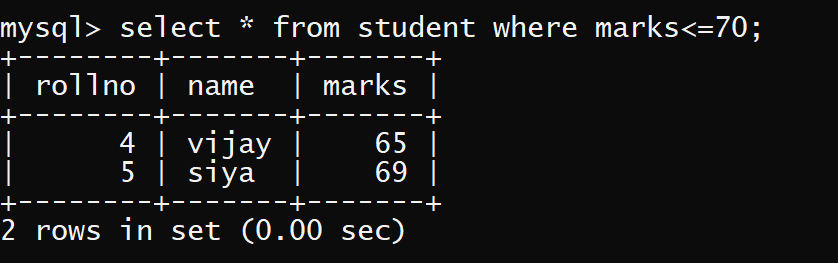 mysql> select * from student where marks<=70;
+--------+-------+-------+
| rollno | name  | marks |
+--------+-------+-------+
|      4 | vijay |    65 |
|      5 | siya  |    69 |
+--------+-------+-------+
2 rows in set (0.00 sec)